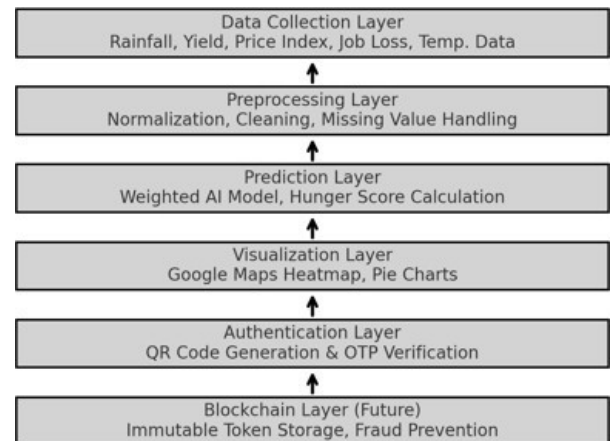 Data Collection Layer
Rainfall, Yield, Price Index, Job Loss, Temp. Data
Preprocessing Layer
Normalization, Cleaning, Missing Value Handling
Prediction Layer
Weighted AI Model, Hunger Score Calculation
Visualization Layer
Google Maps Heatmap, Pie Charts
Authentication Layer
QR Code Generation & OTP Verification
Blockchain Layer (Future)
Immutable Token Storage, Fraud Prevention